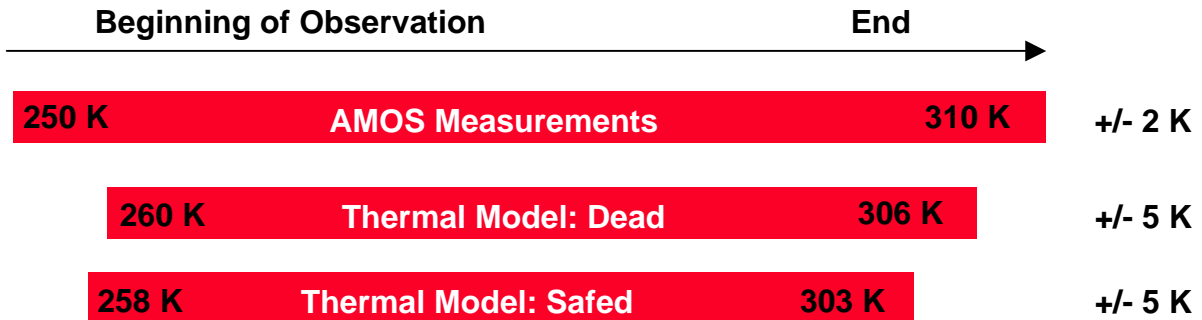 Beginning of Observation End
250 K AMOS Measurements 310 K +/- 2 K
260 K Thermal Model: Dead 306 K +/- 5 K
258 K Thermal Model: Safed 303 K +/- 5 K